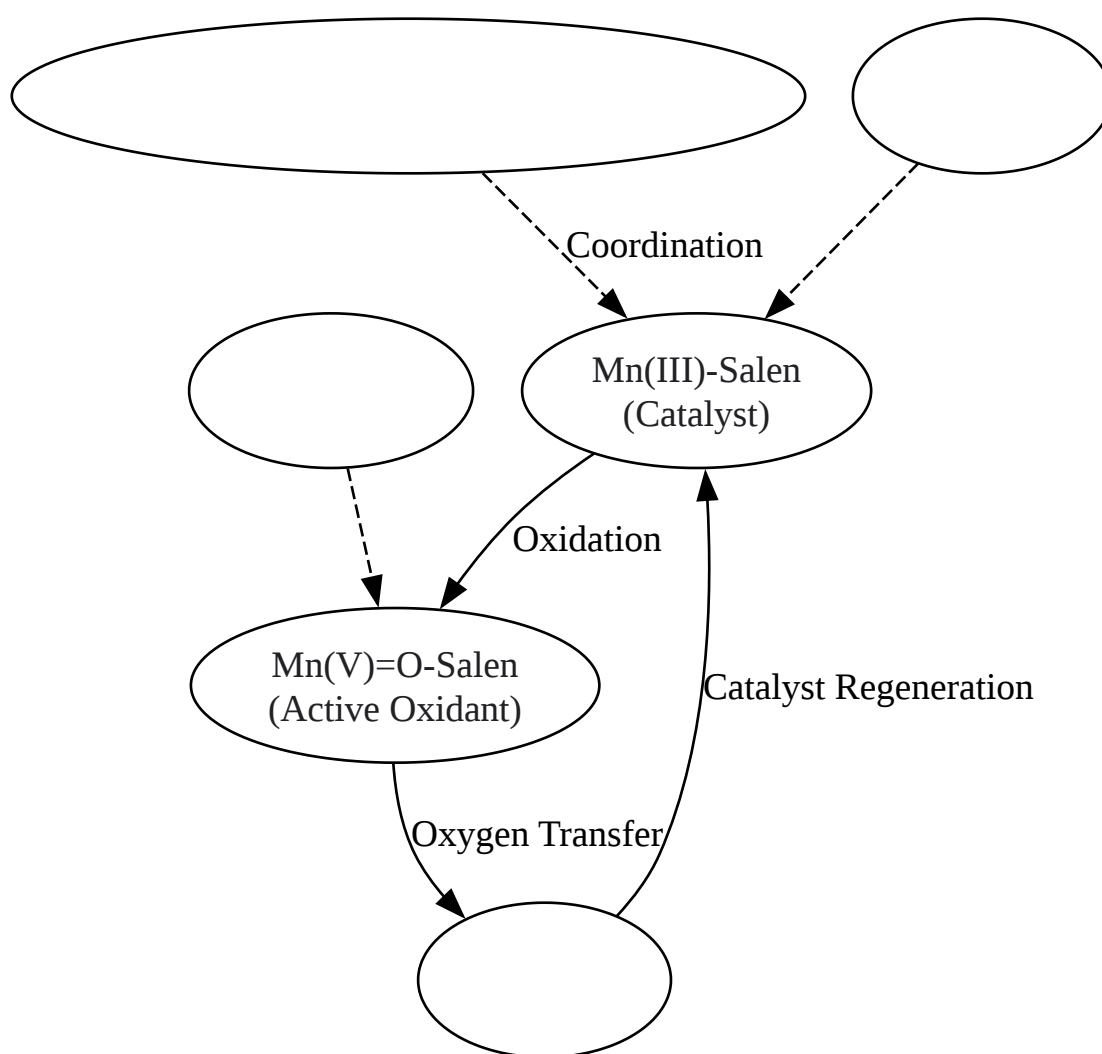 Coordination
Mn(III)-Salen
(Catalyst)
Oxidation
Mn(V)=O-Salen
(Active Oxidant)
Catalyst Regeneration
Oxygen Transfer